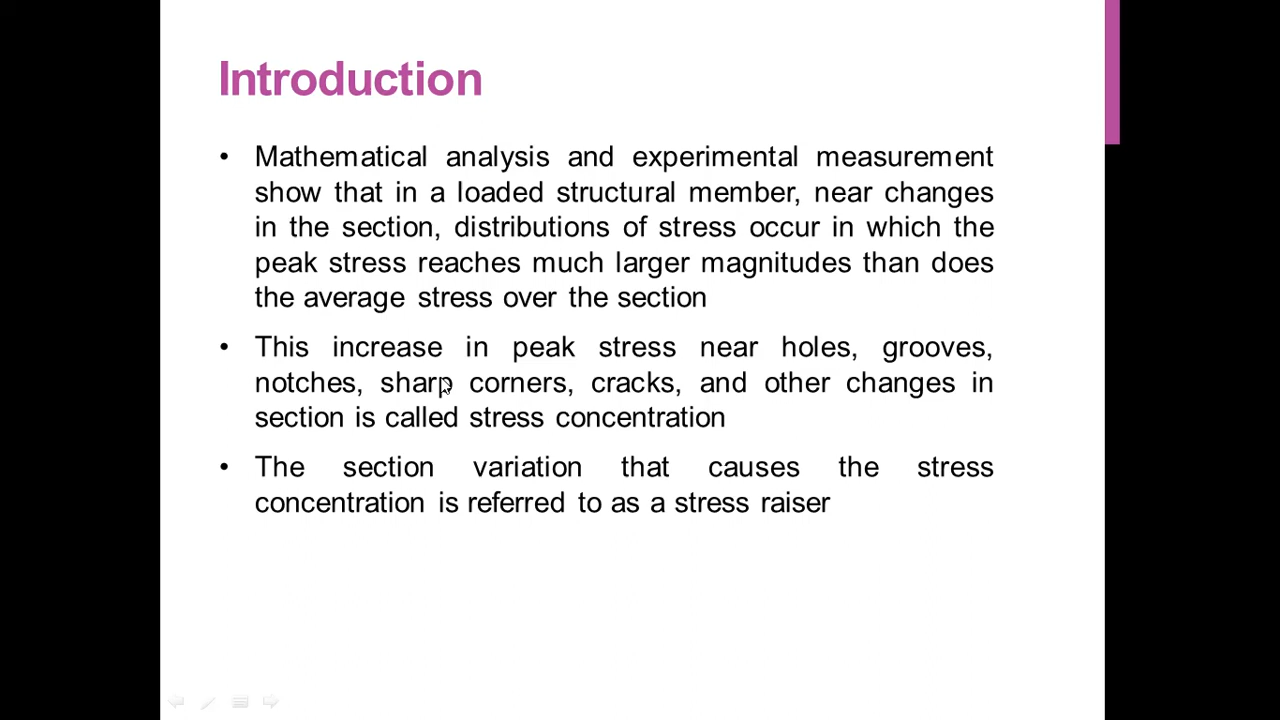 Introduction
• Mathematical analysis and experimental measurement
show that in a loaded structural member, near changes
in the section, distributions of stress occur in which the
peak stress reaches much larger magnitudes than does
the average stress over the section
• This increase in peak stress near holes, grooves,
notches, sharp corners, cracks, and other changes in
section is called stress concentration
• The section variation that causes the stress
concentration is referred to as a stress raiser